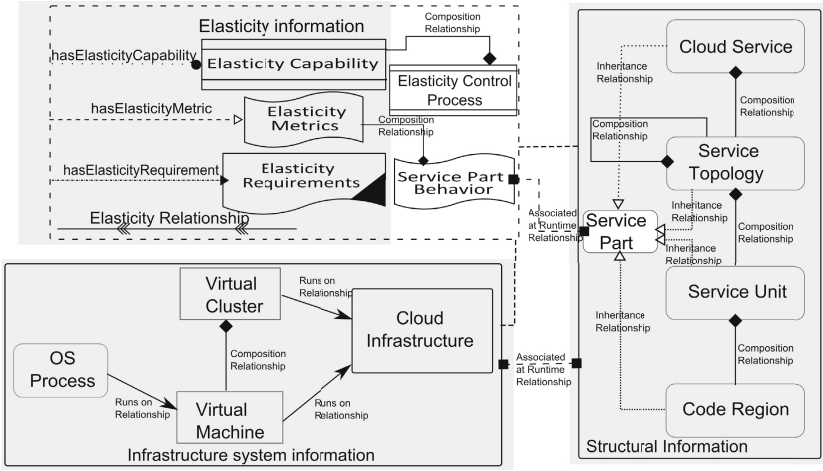 Elasticity information
hasElasticityCapability
Elasticity Capability
Composition
Relationship
Elasticity Control
Process
hasElasticityMetric
Elasticity
Metrics
Composition
Relationship
hasElasticityRequirement
Elasticity
Requirements
Service Part
Behavior
Elasticity Relationship
Associated
at Runtime
Relationship
Cloud Service
Inheritance
Relationship
Composition
Relationship
Composition
Relationship
Service
Topology
Inheritance
Relationship
Service
Part
Composition
Relationship
Inheritance
Relationship
Service Unit
Inheritance
Relationship
Composition
Relationship
Code Region
Structural Information
Virtual
Cluster
Runs on
Relationship
Cloud
Infrastructure
OS
Process
Composition
Relationship
Runs on
Relationship
Virtual
Machine
Runs on
Relationship
Associated
at Runtime
Relationship
Infrastructure system information